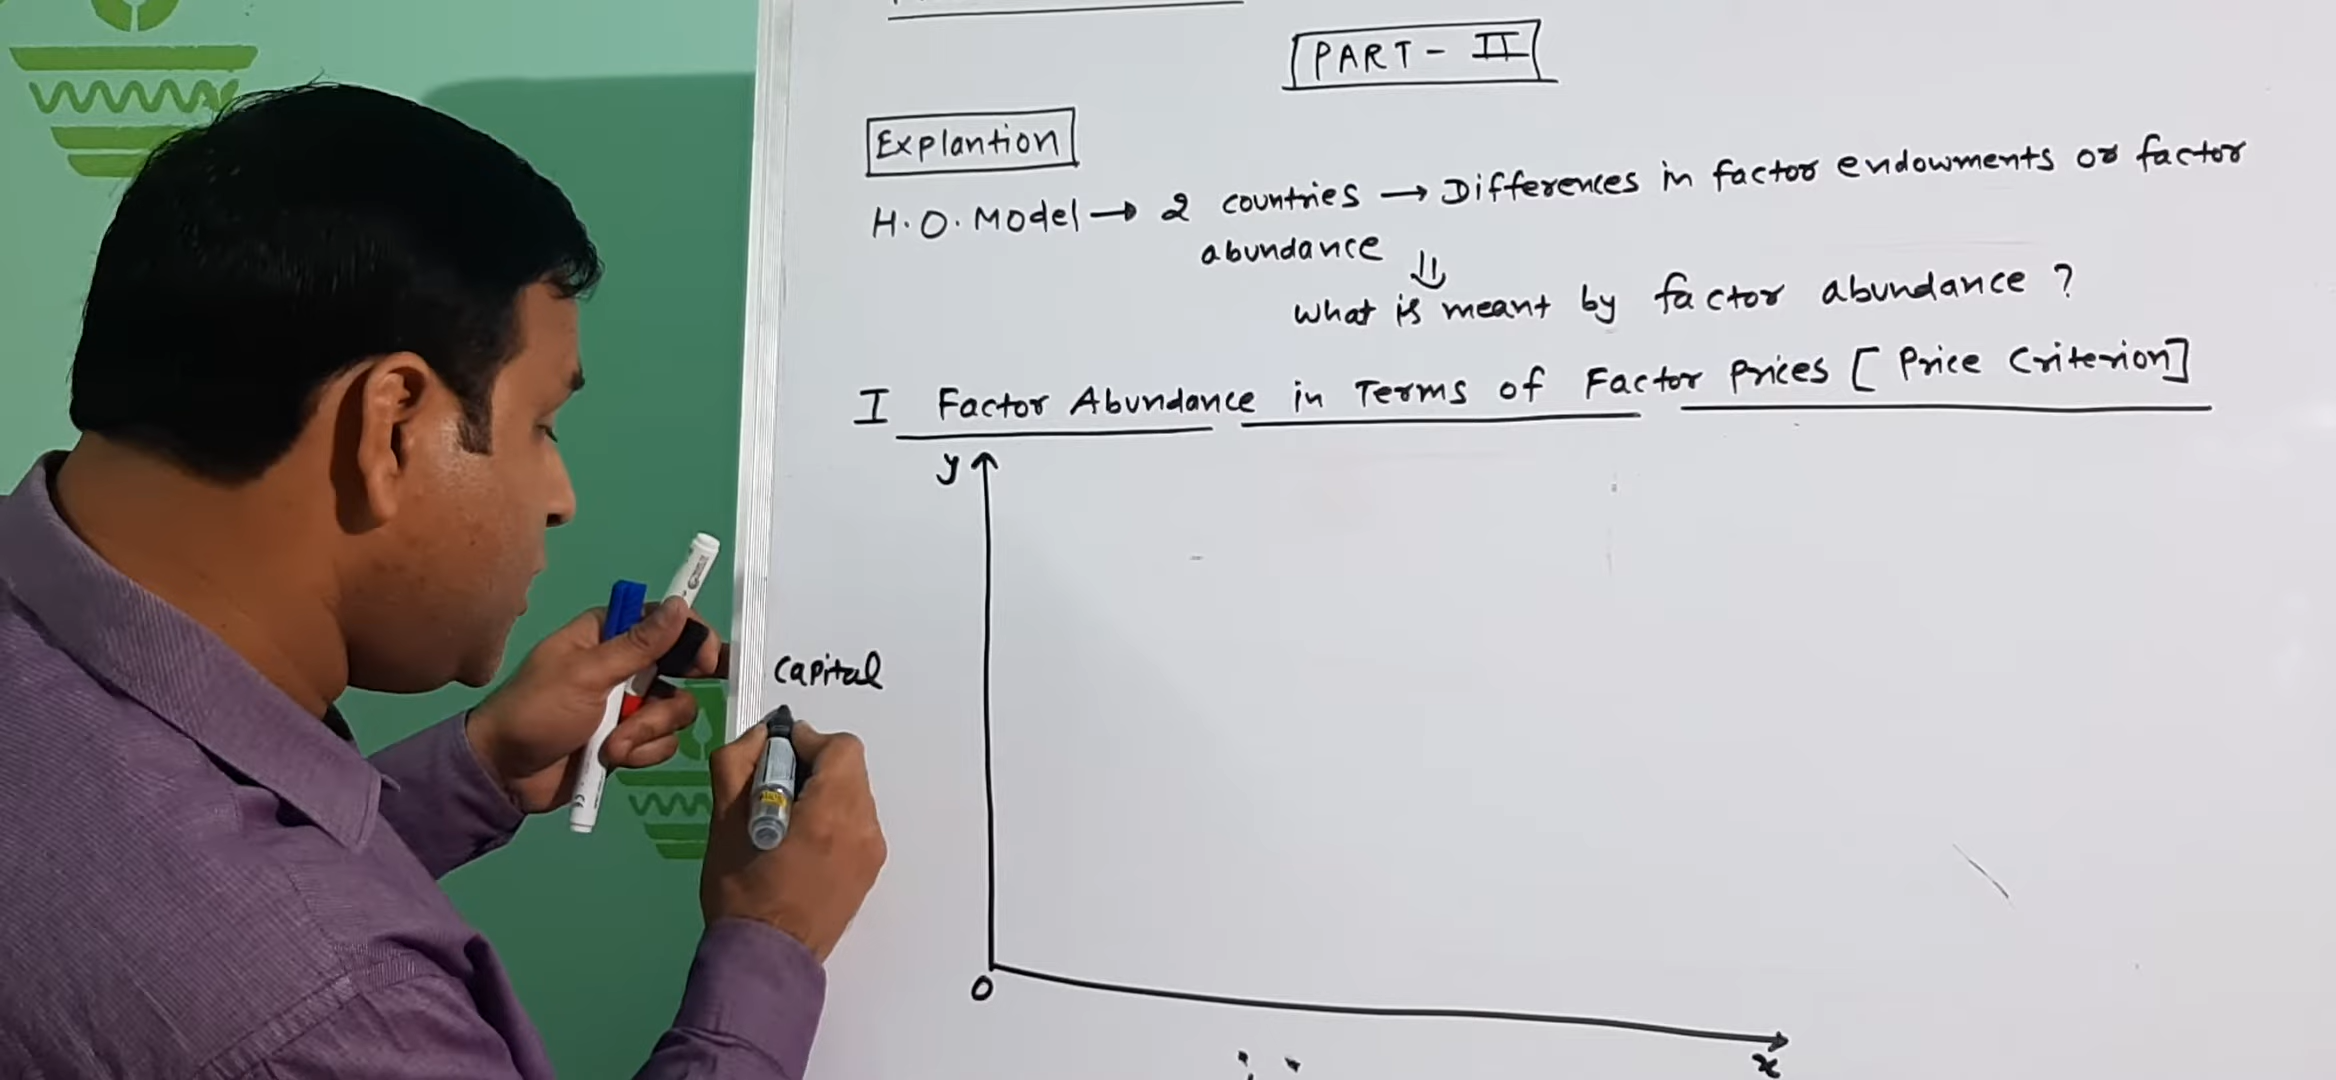 PART - II
Explantion
H.O. Model → 2 countries → Differences in factor endowments or factor
abundance ⇓
What is meant by factor abundance ?
I Factor Abundance in Terms of Factor Prices [ Price Criterion]
y
capital
O
x